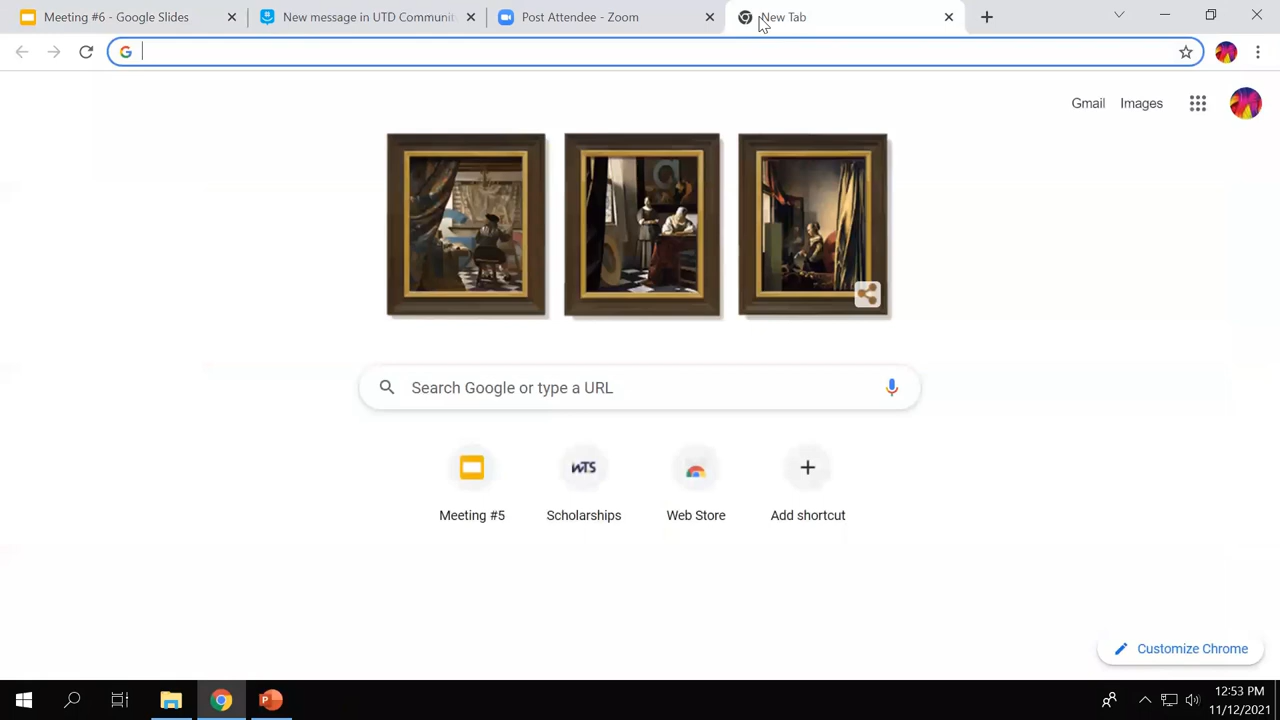 Meeting #6 - Google Slides
New message in UTD Communit
Post Attendee - Zoom
New Tab
Gmail
Images
Search Google or type a URL
WTS
Meeting #5
Scholarships
Web Store
Add shortcut
Customize Chrome
12:53 PM
11/12/2021